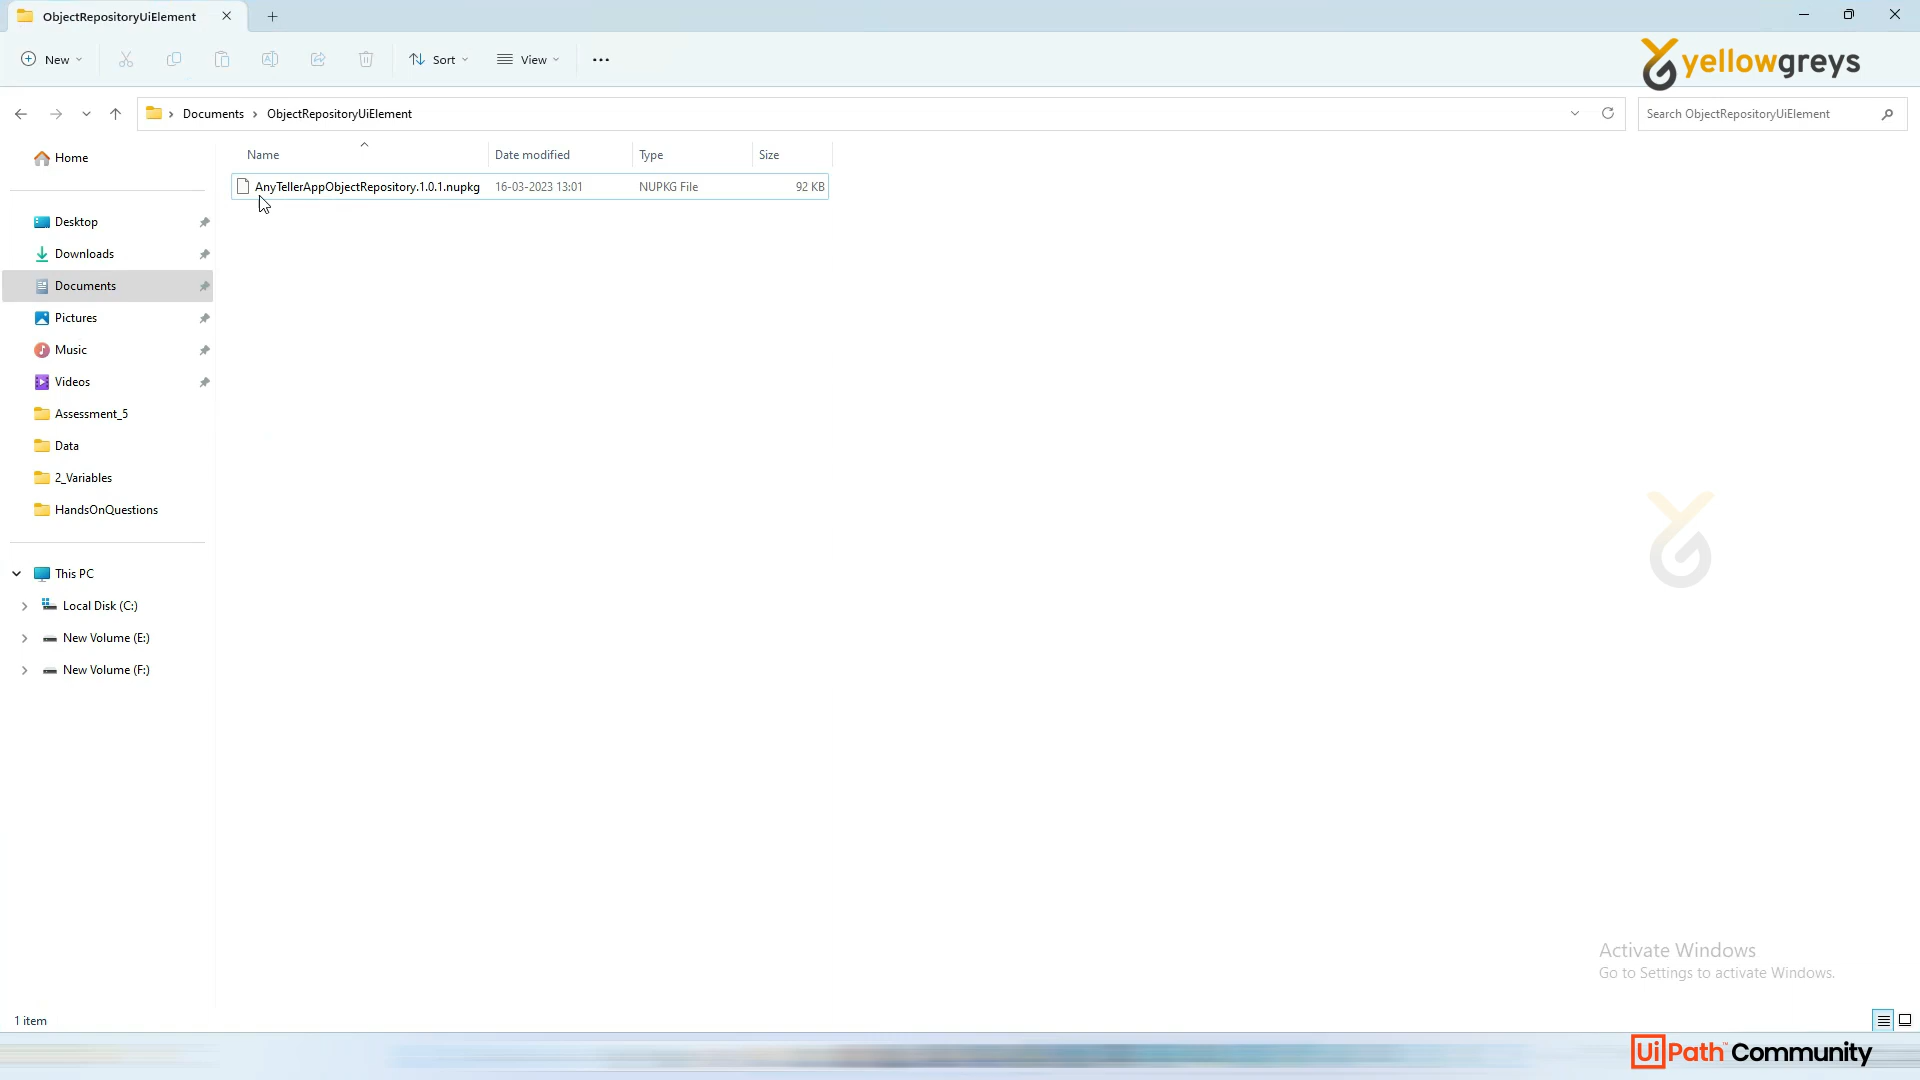 ObjectRepositoryUiElement
New
Sort
View
yellowgreys
Documents
ObjectRepositoryUiElement
Search ObjectRepositoryUiElement
Home
Name
Date modified
Type
Size
AnyTellerAppObjectRepository.1.0.1.nupkg
16-03-2023 13:01
NUPKG File
92 KB
Desktop
Downloads
Documents
Pictures
Music
Videos
Assessment_5
Data
2_Variables
HandsOnQuestions
This PC
Local Disk (C:)
New Volume (E:)
New Volume (F:)
Activate Windows
Go to Settings to activate Windows.
1 item
UiPath™ Community